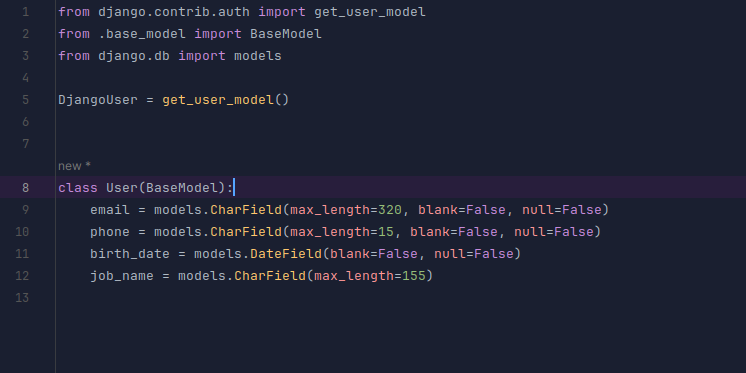 1 from django.contrib.auth import get_user_model
2 from .base_model import BaseModel
3 from django.db import models
4
5 DjangoUser = get_user_model()
6
7
new *
8 class User(BaseModel):
9     email = models.CharField(max_length=320, blank=False, null=False)
10     phone = models.CharField(max_length=15, blank=False, null=False)
11     birth_date = models.DateField(blank=False, null=False)
12     job_name = models.CharField(max_length=155)
13